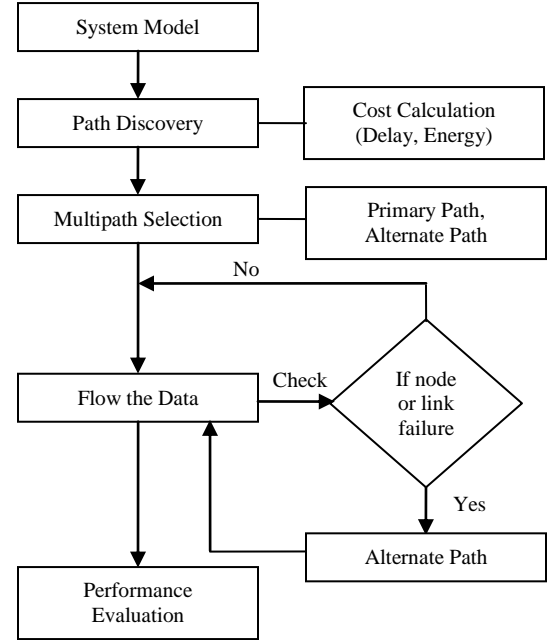 System Model
Path Discovery
Cost Calculation
(Delay, Energy)
Multipath Selection
Primary Path,
Alternate Path
No
Flow the Data
Check
If node
or link
failure
Yes
Alternate Path
Performance
Evaluation